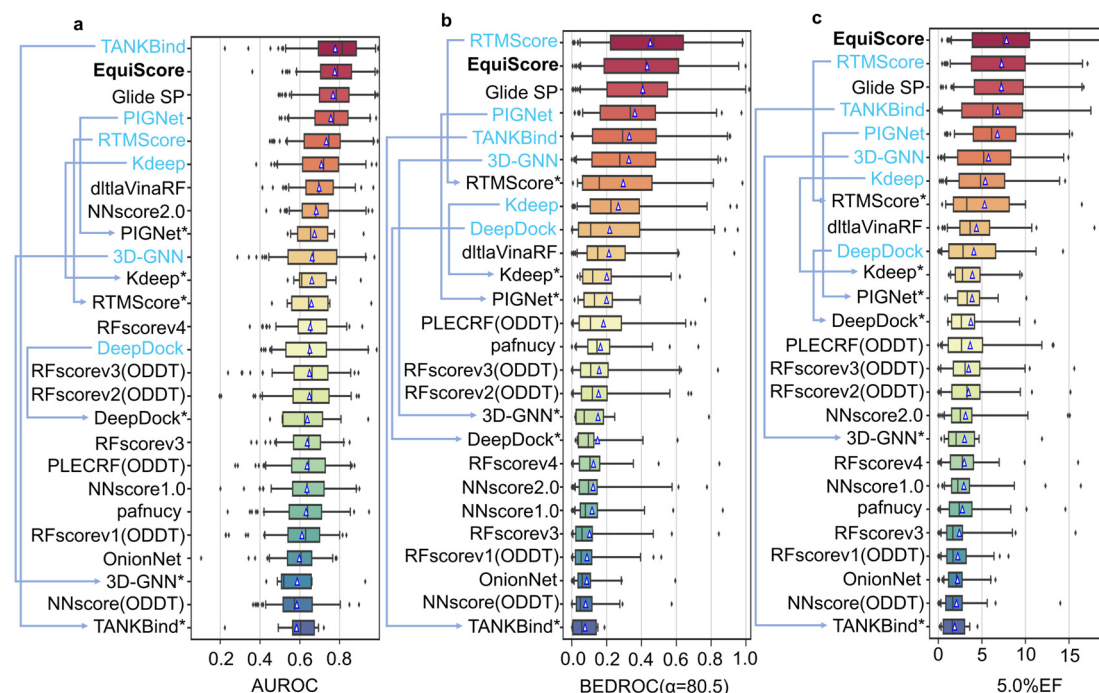 a
TANKBind
EquiScore
Glide SP
PIGNet
RTMScore
Kdeep
dltlaVinaRF
NNscore2.0
PIGNet*
3D-GNN
Kdeep*
RTMScore*
RFscorev4
DeepDock
RFscorev3(ODDT)
RFscorev2(ODDT)
DeepDock*
RFscorev3
PLECRF(ODDT)
NNscore1.0
pafnucy
RFscorev1(ODDT)
OnionNet
3D-GNN*
NNscore(ODDT)
TANKBind*
0.2 0.4 0.6 0.8
AUROC
b
RTMScore
EquiScore
Glide SP
PIGNet
TANKBind
3D-GNN
RTMScore*
Kdeep
DeepDock
dltlaVinaRF
Kdeep*
PIGNet*
PLECRF(ODDT)
pafnucy
RFscorev3(ODDT)
RFscorev2(ODDT)
3D-GNN*
DeepDock*
RFscorev4
NNscore2.0
NNscore1.0
RFscorev3
RFscorev1(ODDT)
OnionNet
NNscore(ODDT)
TANKBind*
0.0 0.2 0.4 0.6 0.8 1.0
BEDROC(α=80.5)
c
EquiScore
RTMScore
TANKBind
PIGNet
3D-GNN
Kdeep
RTMScore*
dltlaVinaRF
DeepDock
Kdeep*
PIGNet*
DeepDock*
PLECRF(ODDT)
RFscorev3(ODDT)
RFscorev2(ODDT)
NNscore2.0
3D-GNN*
RFscorev4
NNscore1.0
pafnucy
RFscorev3
RFscorev1(ODDT)
OnionNet
NNscore(ODDT)
TANKBind*
0 5 10 15
5.0%EF